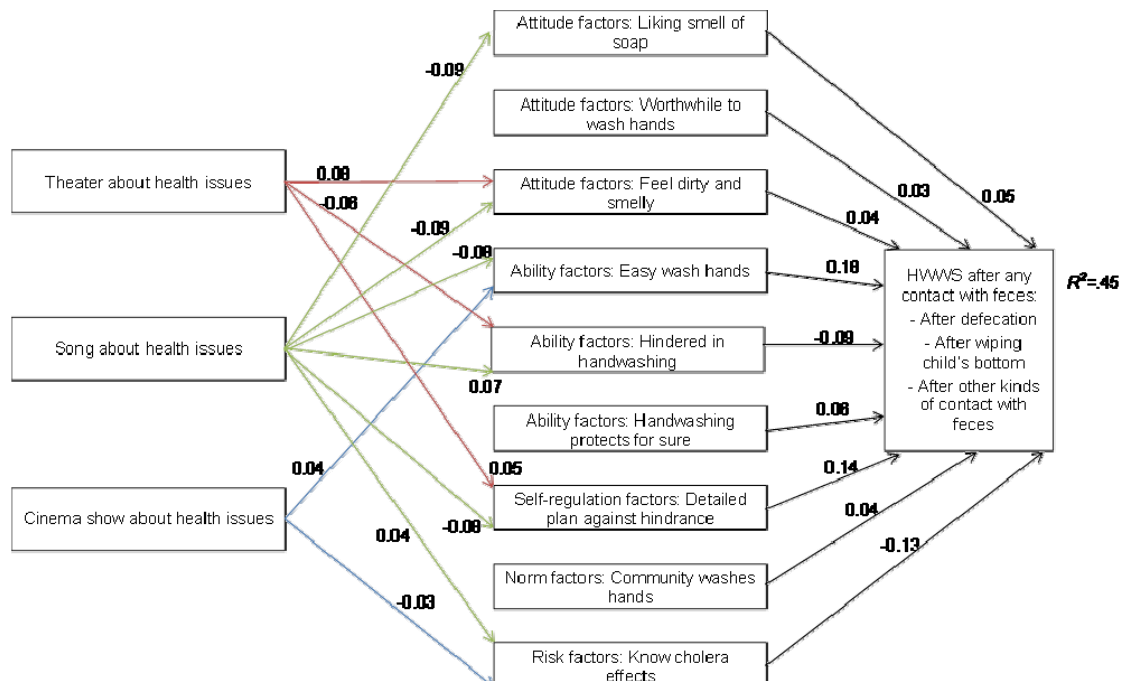 Attitude factors: Liking smell of
soap
-0.09
Attitude factors: Worthwhile to
wash hands
Theater about health issues
0.08
-0.06
Attitude factors: Feel dirty and
smelly
0.03
0.05
0.04
-0.09
-0.08
Ability factors: Easy wash hands
0.18
HWWS after any
contact with feces:
- After defecation
- After wiping
child's bottom
- After other kinds
of contact with
feces
R²=.45
Song about health issues
Ability factors: Hindered in
handwashing
-0.09
0.07
Ability factors: Handwashing
protects for sure
0.06
0.04
0.05
Self-regulation factors: Detailed
plan against hindrance
0.14
Cinema show about health issues
-0.08
0.04
0.04
-0.13
Norm factors: Community washes
hands
-0.03
Risk factors: Know cholera
effects